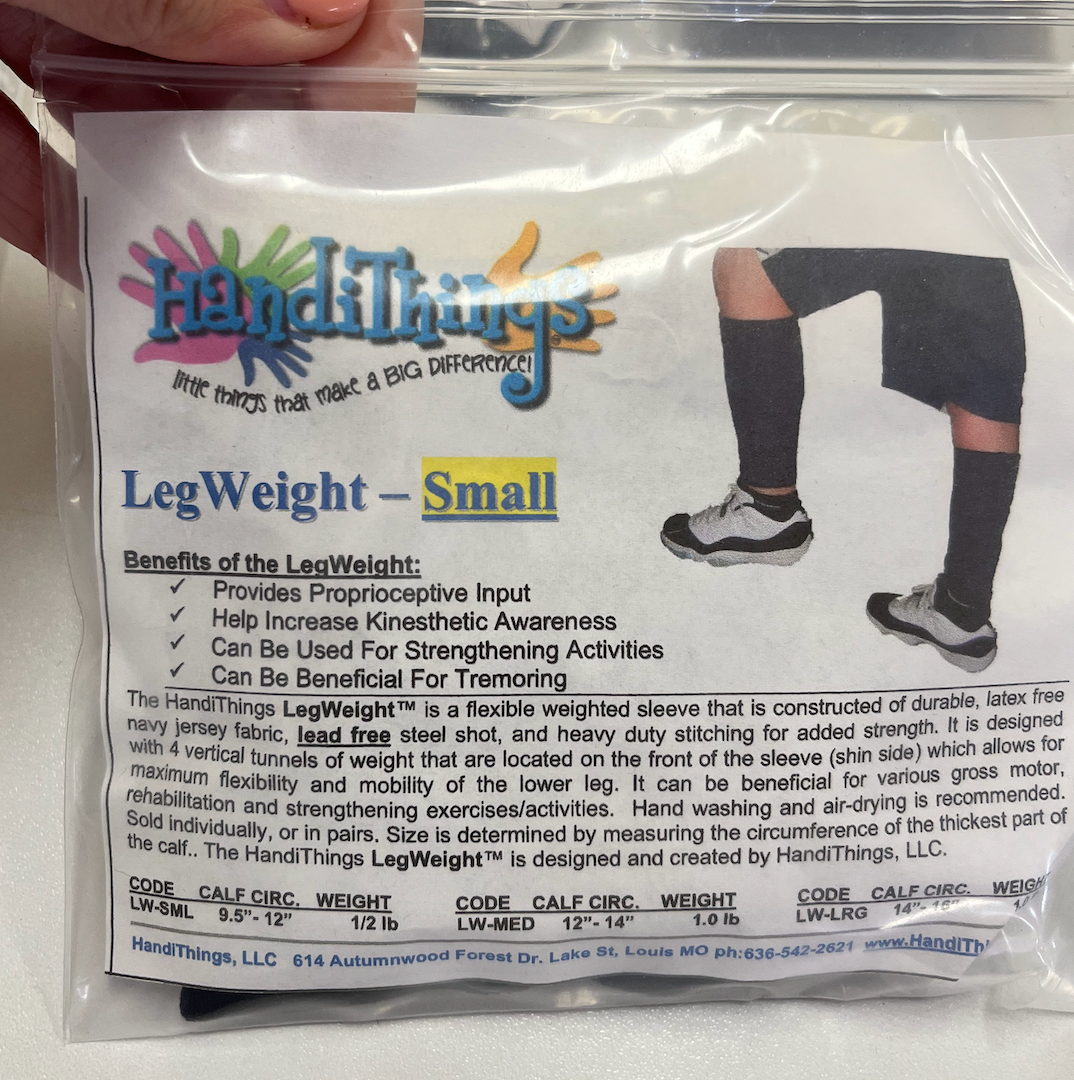 HandiThings
little things that make a BIG DIFFERENCE!
LegWeight – Small
Benefits of the LegWeight:
✓ Provides Proprioceptive Input
✓ Help Increase Kinesthetic Awareness
✓ Can Be Used For Strengthening Activities
✓ Can Be Beneficial For Tremoring
The HandiThings LegWeight™ is a flexible weighted sleeve that is constructed of durable, latex free
navy jersey fabric, lead free steel shot, and heavy duty stitching for added strength. It is designed
with 4 vertical tunnels of weight that are located on the front of the sleeve (shin side) which allows for
maximum flexibility and mobility of the lower leg. It can be beneficial for various gross motor,
rehabilitation and strengthening exercises/activities. Hand washing and air-drying is recommended.
Sold individually, or in pairs. Size is determined by measuring the circumference of the thickest part of
the calf.. The HandiThings LegWeight™ is designed and created by HandiThings, LLC.
CODE CALF CIRC. WEIGHT CODE CALF CIRC. WEIGHT CODE CALF CIRC.
LW-SML 9.5"- 12" 1/2 lb LW-MED 12"- 14" 1.0 lb LW-LRG 14"- 16"
HandiThings, LLC 614 Autumnwood Forest Dr. Lake St, Louis MO ph:636-542-2621